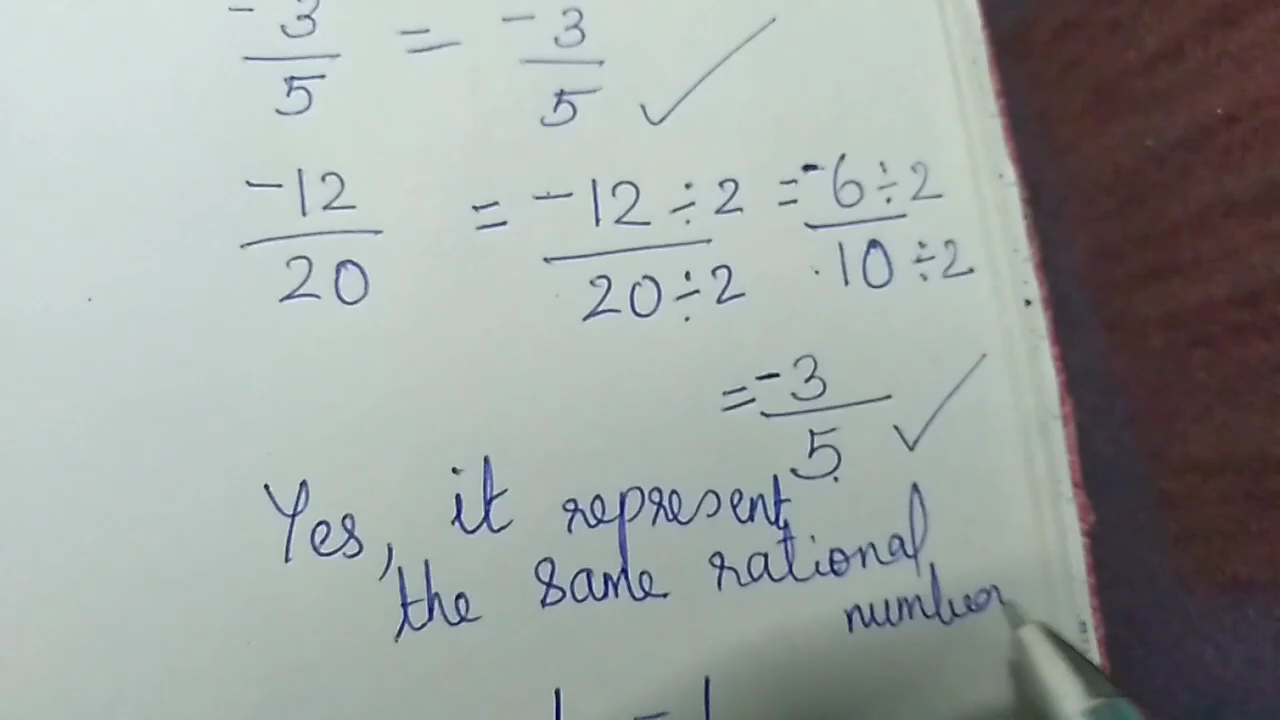 -3/5 = -3/5 ✓
-12/20 = -12÷2/20÷2 = -6÷2/10÷2
= -3/5 ✓
Yes, it represent
the same rational
number